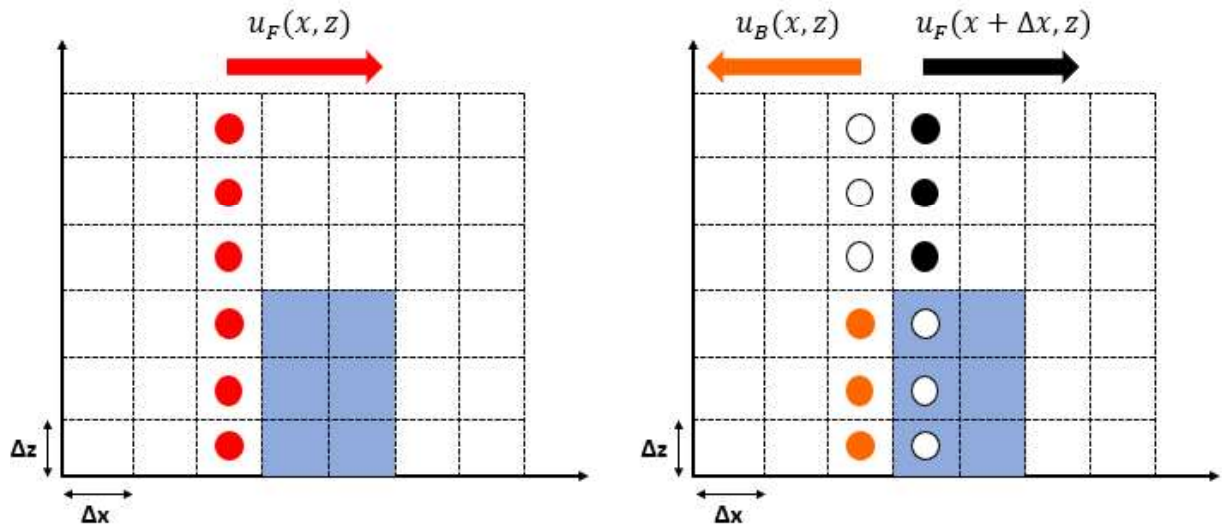 u_F(x, z)
u_B(x, z)
u_F(x + Δx, z)
Δz
Δx
Δz
Δx